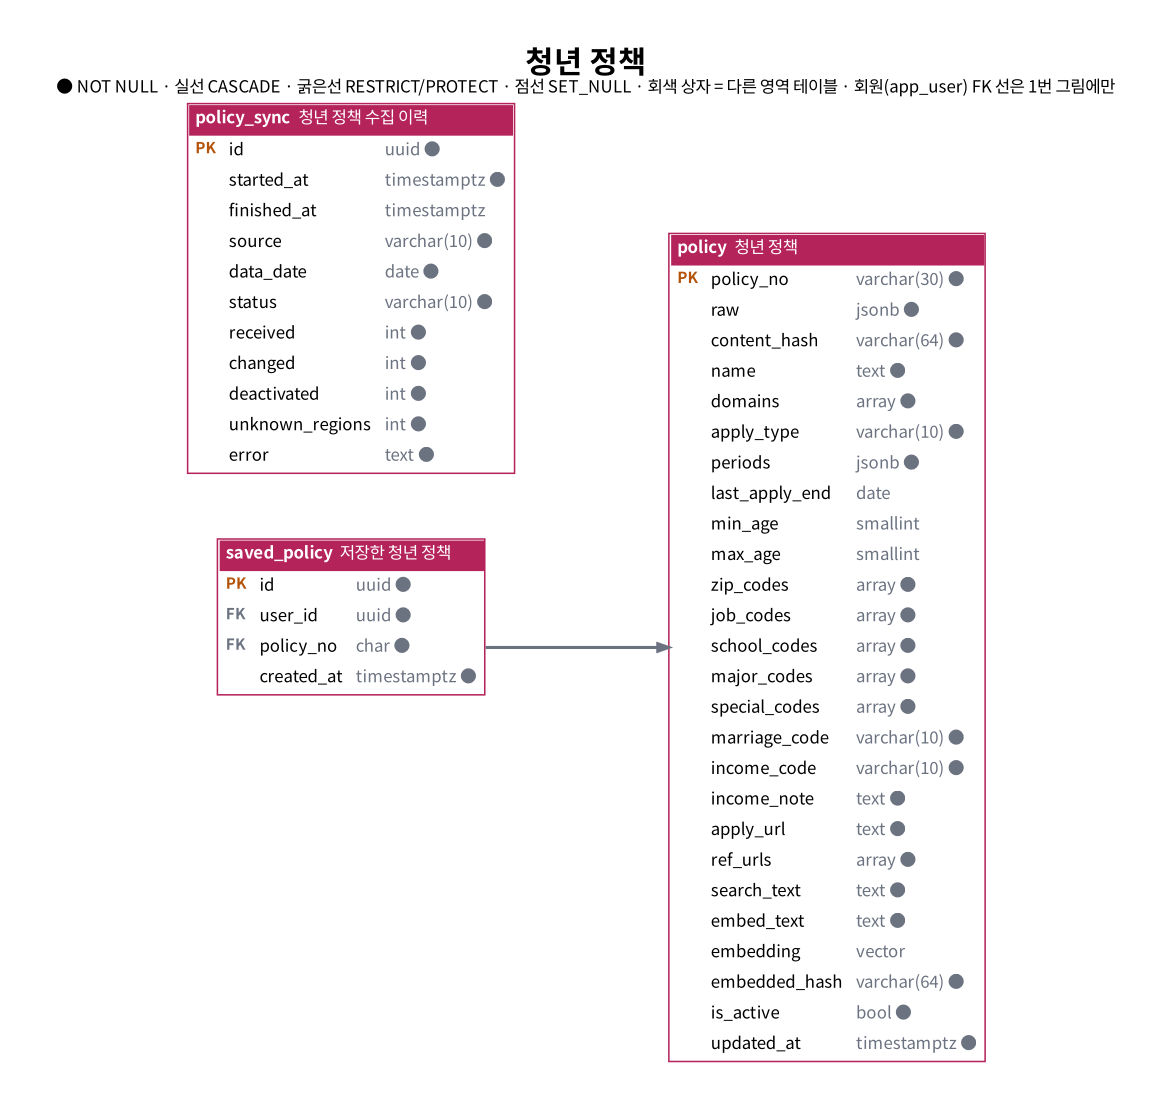 청년 정책
● NOT NULL · 실선 CASCADE · 굵은선 RESTRICT/PROTECT · 점선 SET_NULL · 회색 상자 = 다른 영역 테이블 · 회원(app_user) FK 선은 1번 그림에만
policy_sync 청년 정책 수집 이력
PK id uuid ●
started_at timestamptz ●
finished_at timestamptz
source varchar(10) ●
data_date date ●
status varchar(10) ●
received int ●
changed int ●
deactivated int ●
unknown_regions int ●
error text ●
saved_policy 저장한 청년 정책
PK id uuid ●
FK user_id uuid ●
FK policy_no char ●
created_at timestamptz ●
policy 청년 정책
PK policy_no varchar(30) ●
raw jsonb ●
content_hash varchar(64) ●
name text ●
domains array ●
apply_type varchar(10) ●
periods jsonb ●
last_apply_end date
min_age smallint
max_age smallint
zip_codes array ●
job_codes array ●
school_codes array ●
major_codes array ●
special_codes array ●
marriage_code varchar(10) ●
income_code varchar(10) ●
income_note text ●
apply_url text ●
ref_urls array ●
search_text text ●
embed_text text ●
embedding vector
embedded_hash varchar(64) ●
is_active bool ●
updated_at timestamptz ●